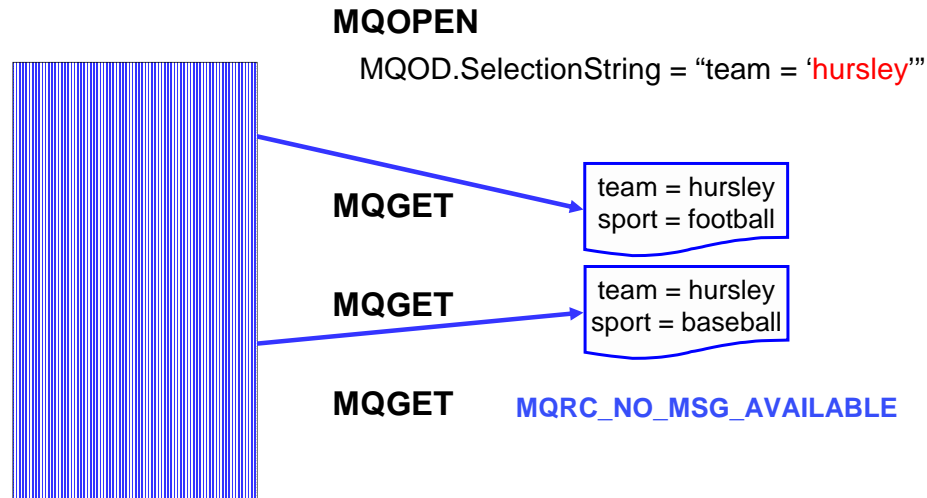 MQOPEN
MQOD.SelectionString = “team = ‘hursley’”
MQGET
team = hursley
sport = football
MQGET
team = hursley
sport = baseball
MQGET MQRC_NO_MSG_AVAILABLE